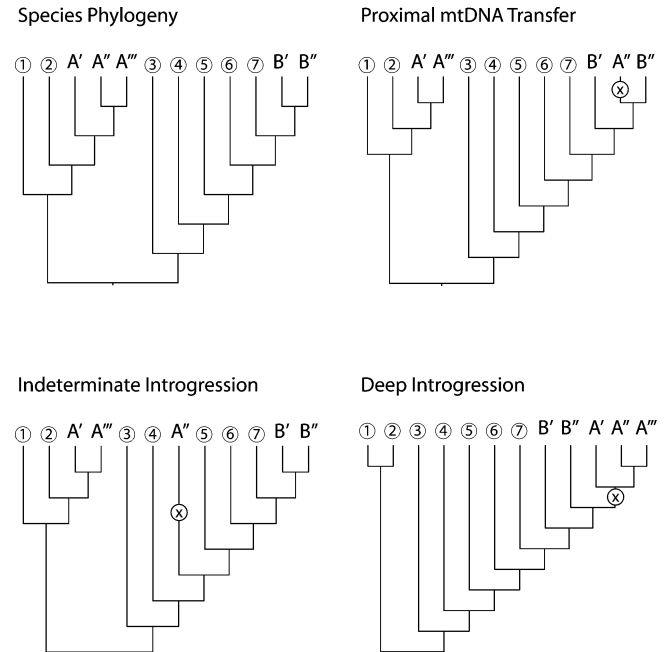 Species Phylogeny
① ② A′ A″ A‴ ③ ④ ⑤ ⑥ ⑦ B′ B″
Proximal mtDNA Transfer
① ② A′ A‴ ③ ④ ⑤ ⑥ ⑦ B′ A″ B″
x
Indeterminate Introgression
① ② A′ A‴ ③ ④ A″ ⑤ ⑥ ⑦ B′ B″
x
Deep Introgression
① ② ③ ④ ⑤ ⑥ ⑦ B′ B″ A′ A″ A‴
x